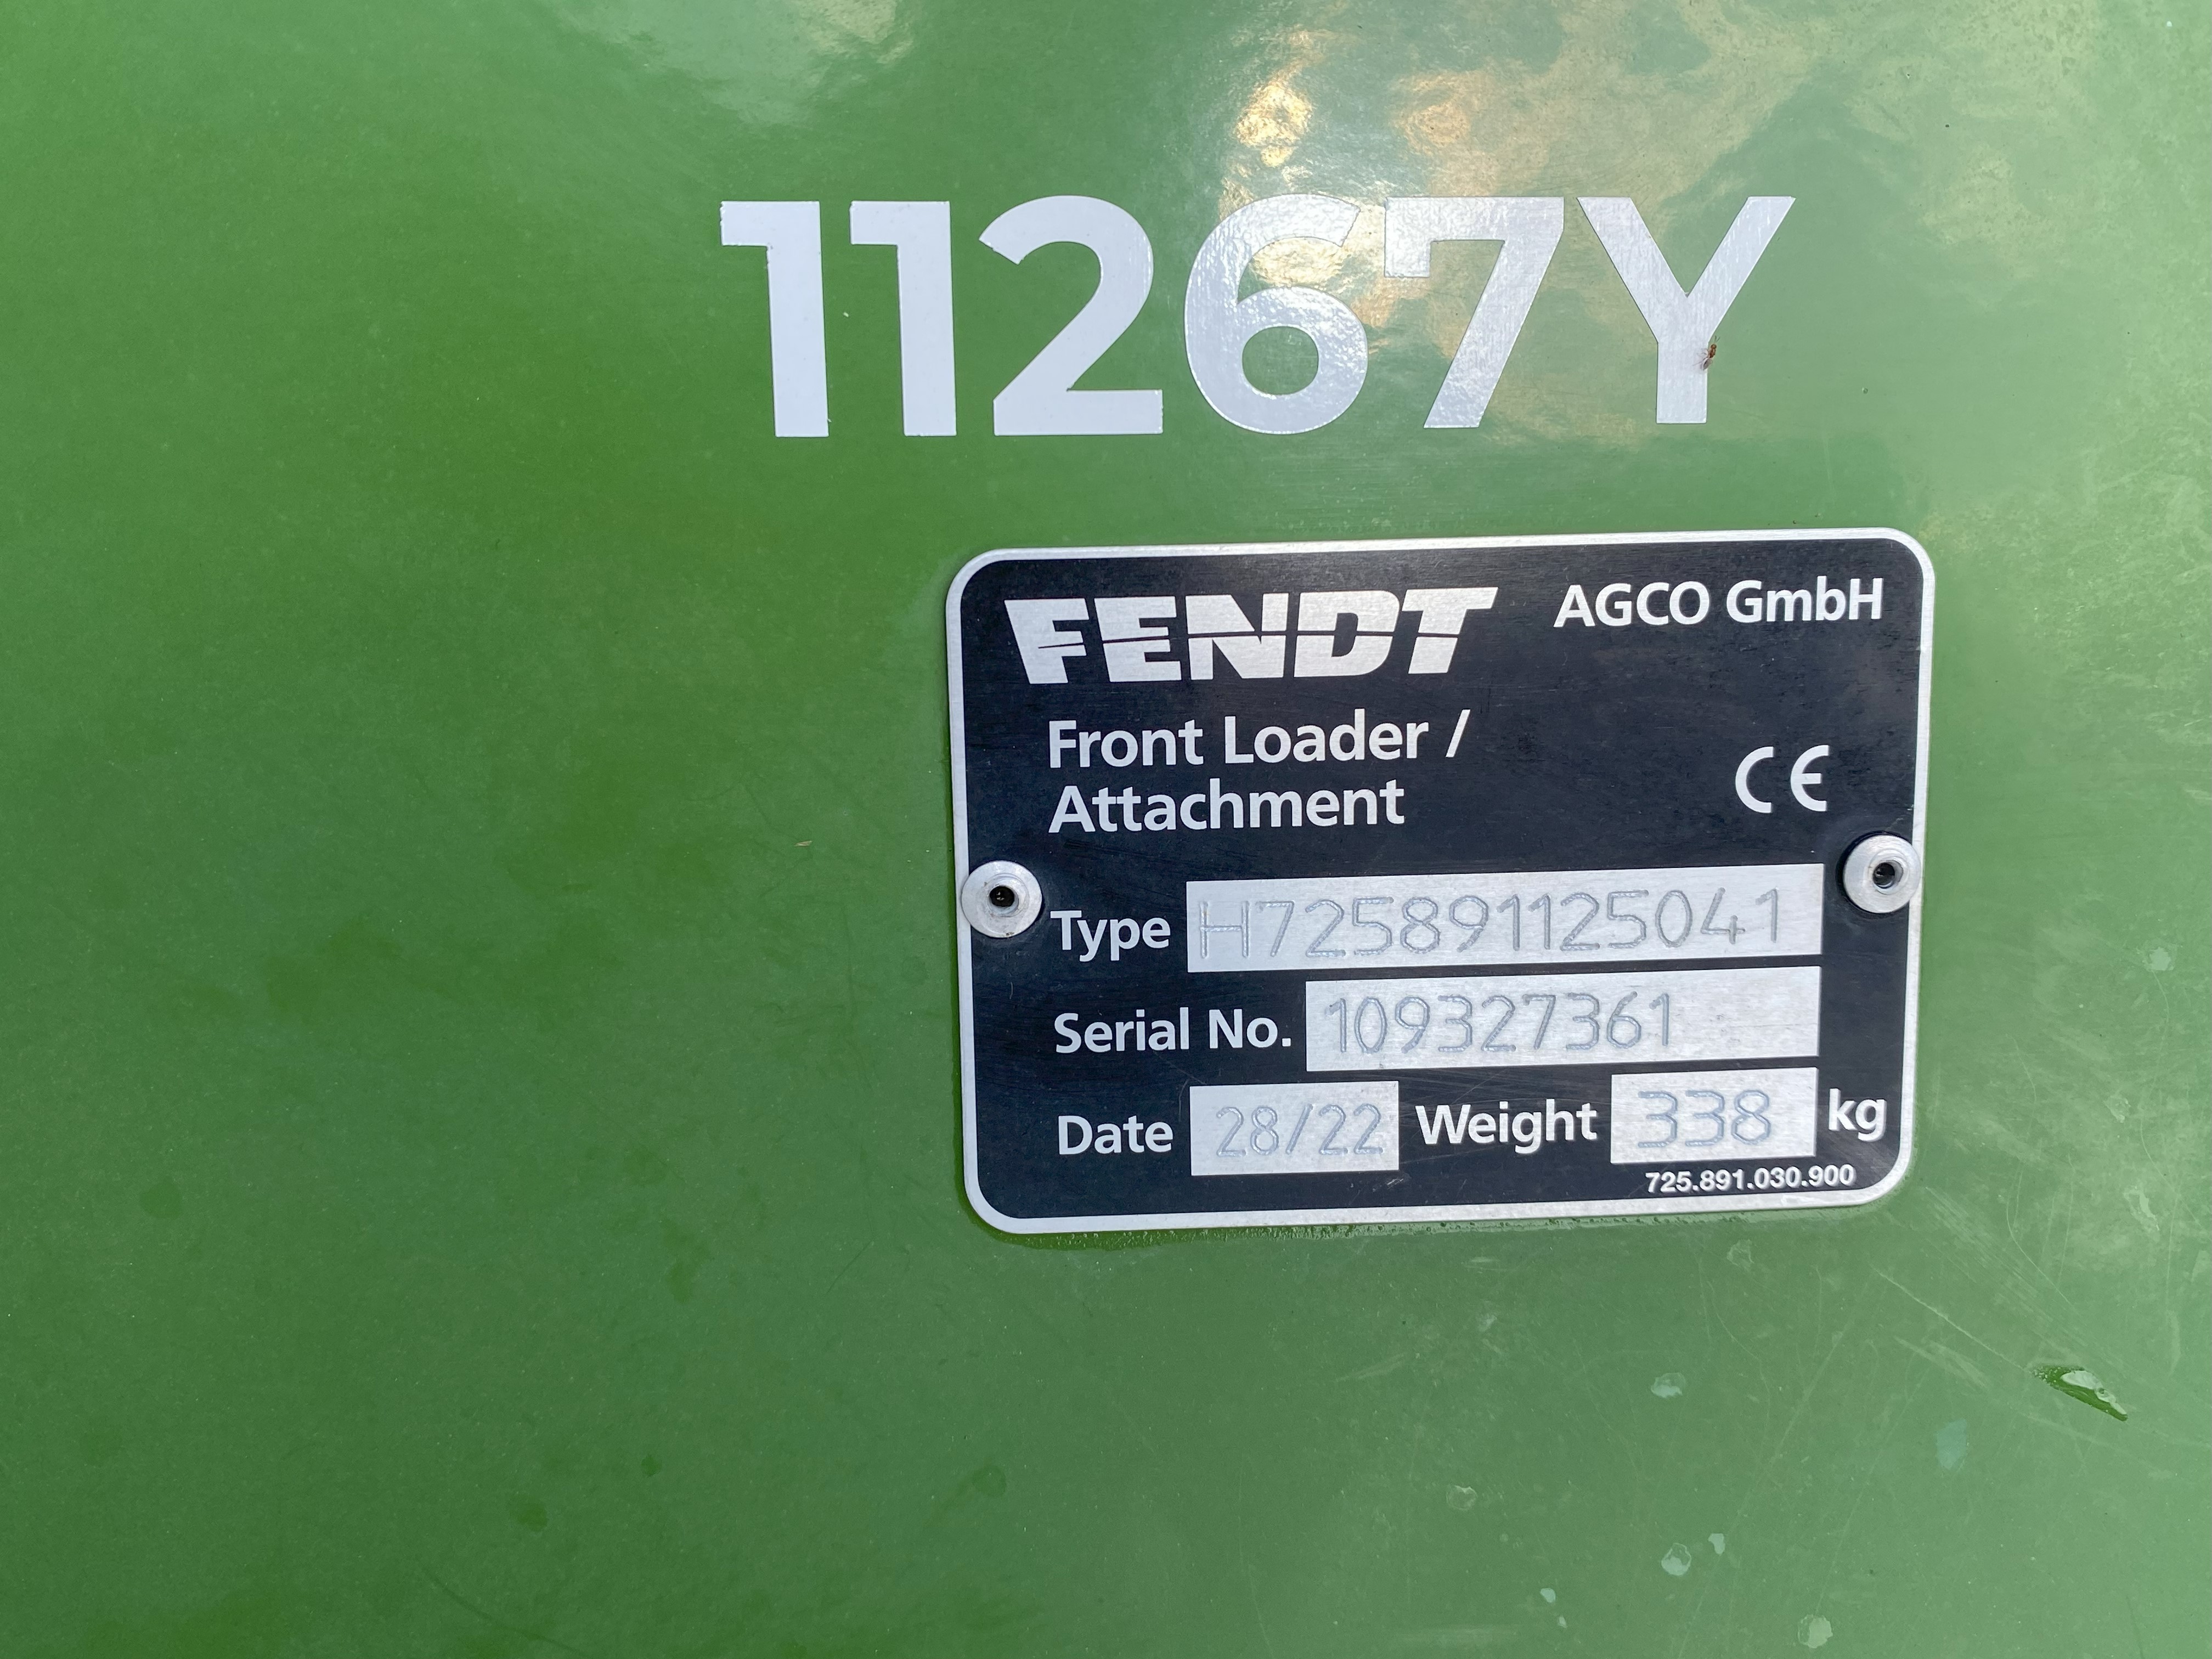 11267Y
FENDT AGCO GmbH
Front Loader /
Attachment CE
Type H725891125041
Serial No. 109327361
Date 28/22 Weight 338 kg
725.891.030.900